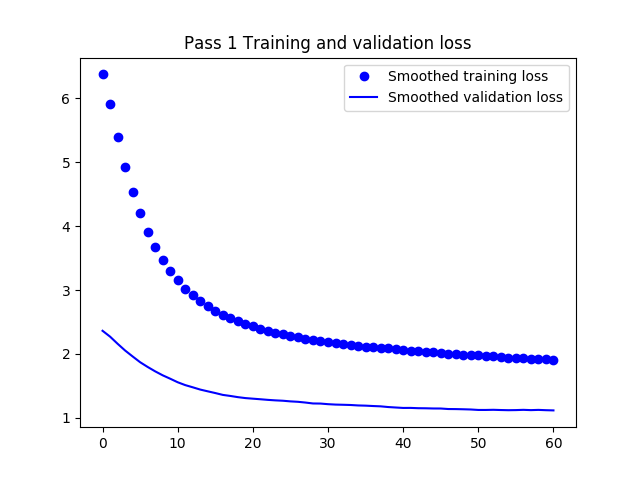 Pass 1 Training and validation loss
Smoothed training loss
Smoothed validation loss
6
5
4
3
2
1
0 10 20 30 40 50 60